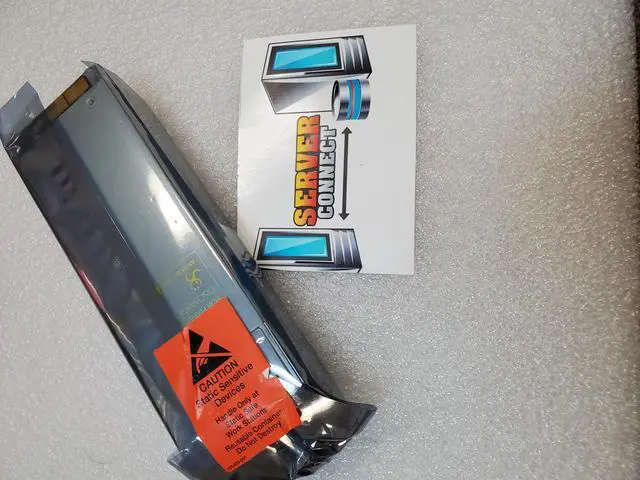 SERVER
CONNECT
CAUTION
Static Sensitive
Devices
Handle Only at
Static Safe
Work Stations
Reusable Container
Do Not Destroy